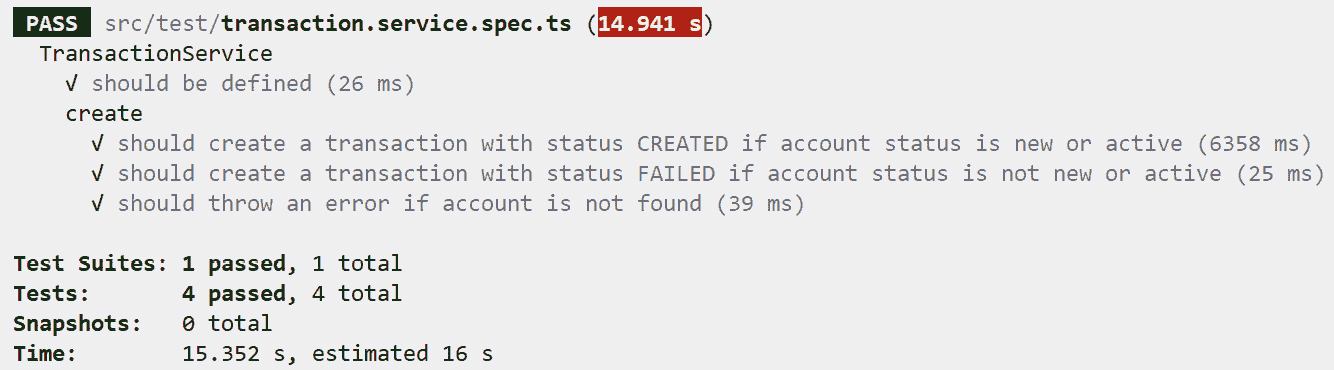 PASS src/test/transaction.service.spec.ts (14.941 s)
TransactionService
√ should be defined (26 ms)
create
√ should create a transaction with status CREATED if account status is new or active (6358 ms)
√ should create a transaction with status FAILED if account status is not new or active (25 ms)
√ should throw an error if account is not found (39 ms)
Test Suites: 1 passed, 1 total
Tests: 4 passed, 4 total
Snapshots: 0 total
Time: 15.352 s, estimated 16 s